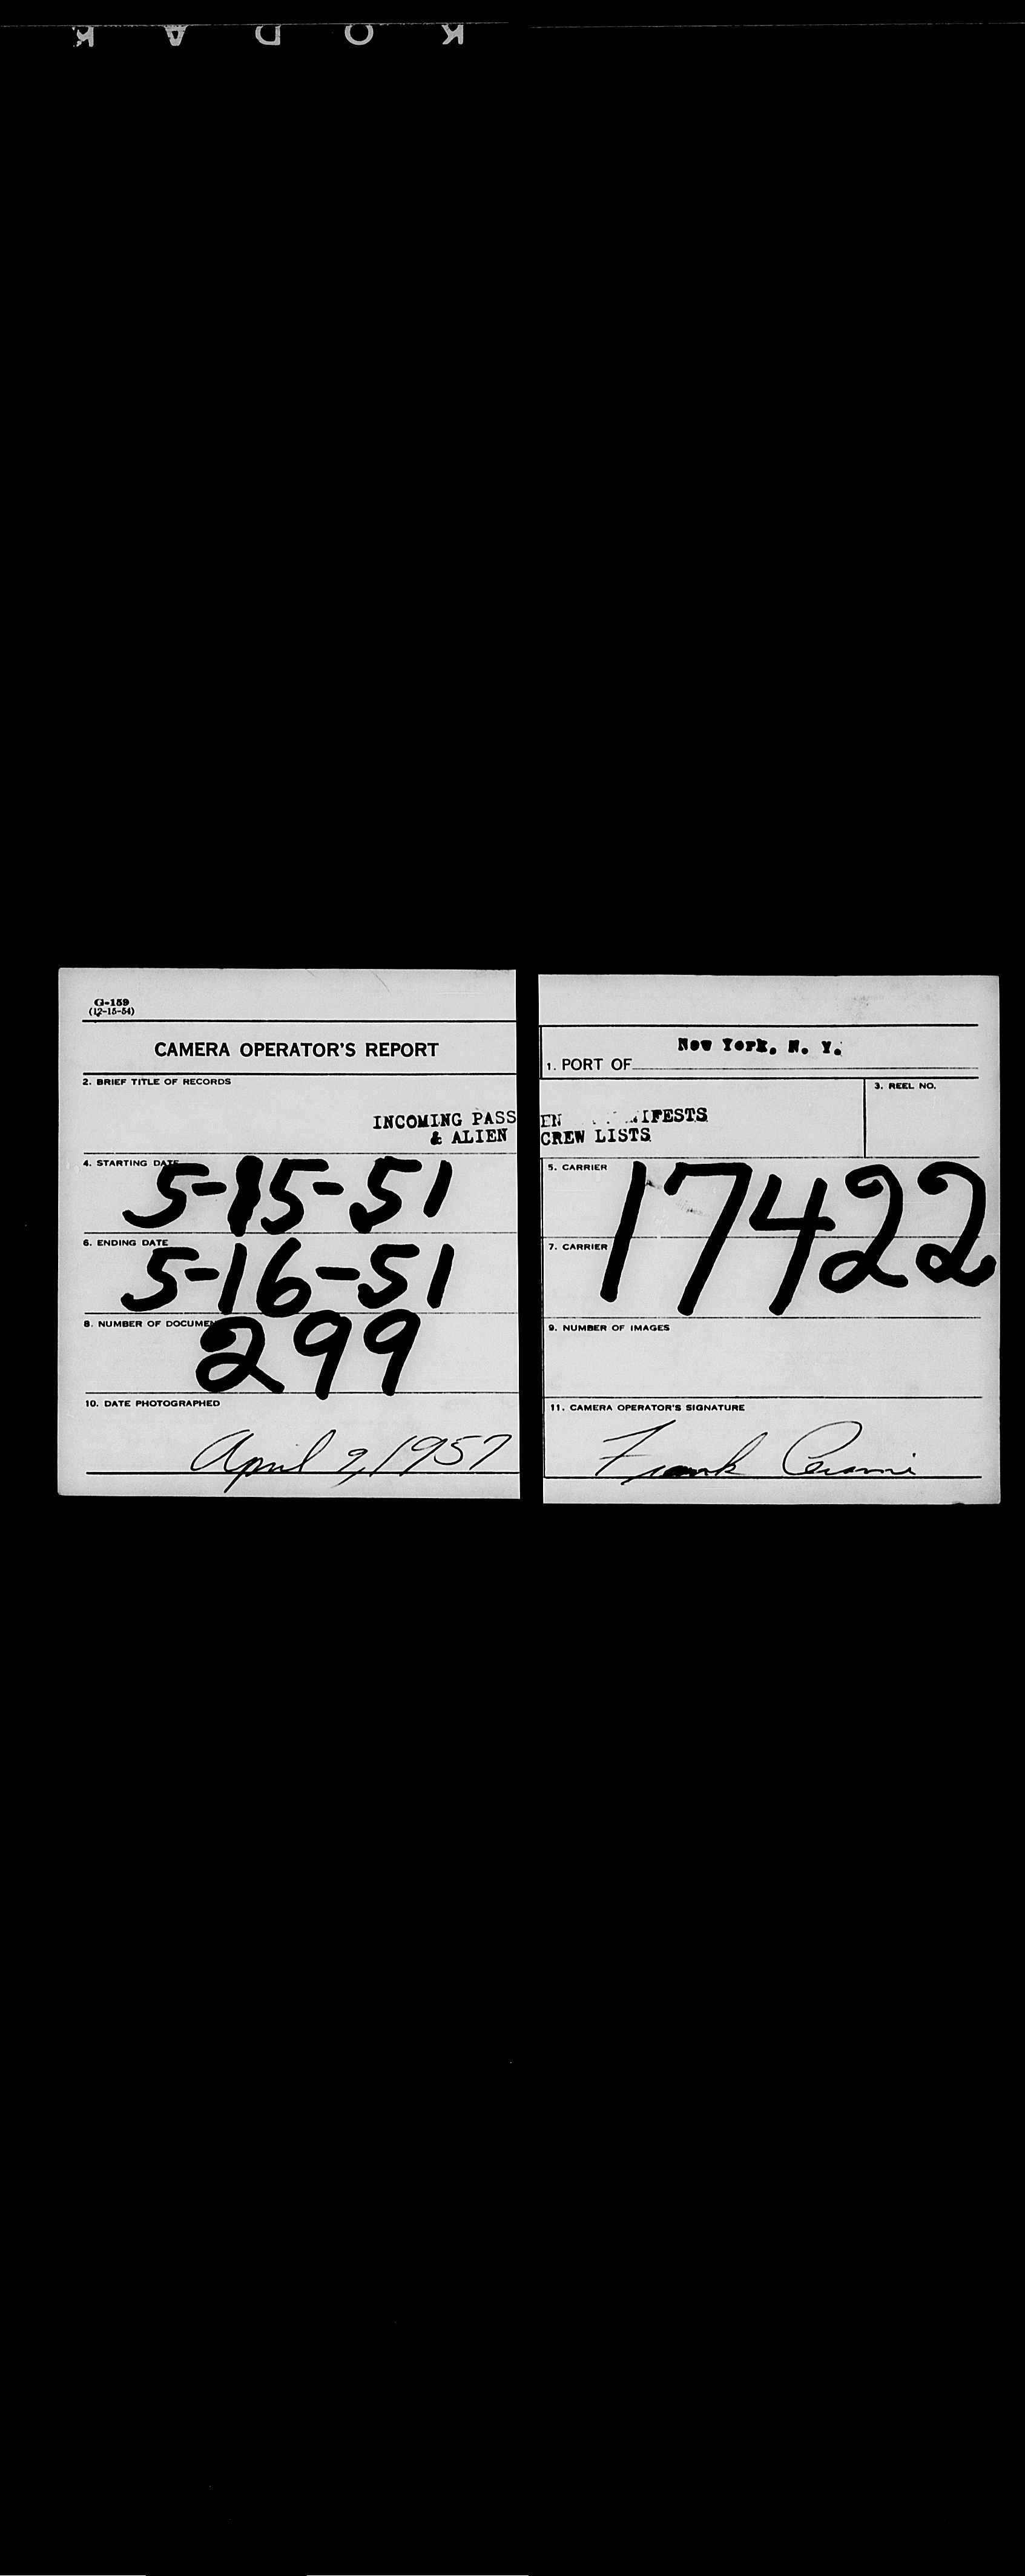 KODAK
G-159
(12-15-54)
CAMERA OPERATOR'S REPORT
1. PORT OF New York, N. Y.
2. BRIEF TITLE OF RECORDS
INCOMING PASS EN IFESTS
& ALIEN CREW LISTS
3. REEL NO.
4. STARTING DATE 5-15-51
5. CARRIER
17422
6. ENDING DATE 5-16-51
7. CARRIER
8. NUMBER OF DOCUMEN 299
9. NUMBER OF IMAGES
10. DATE PHOTOGRAPHED
April 9, 1957
11. CAMERA OPERATOR'S SIGNATURE
Frank